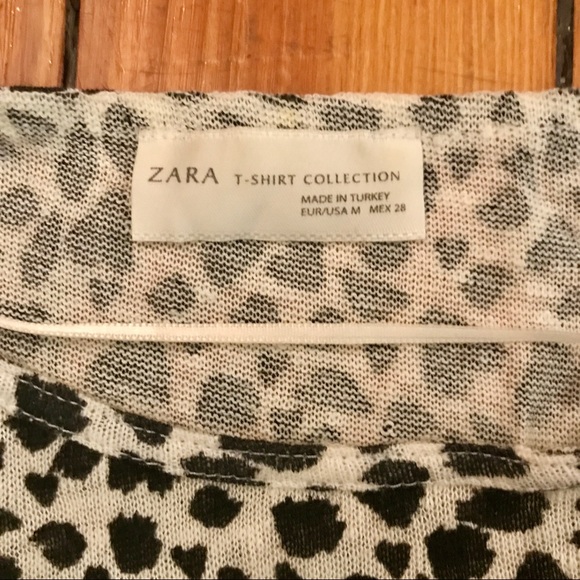 ZARA T-SHIRT COLLECTION
MADE IN TURKEY
EUR/USA M MEX 28